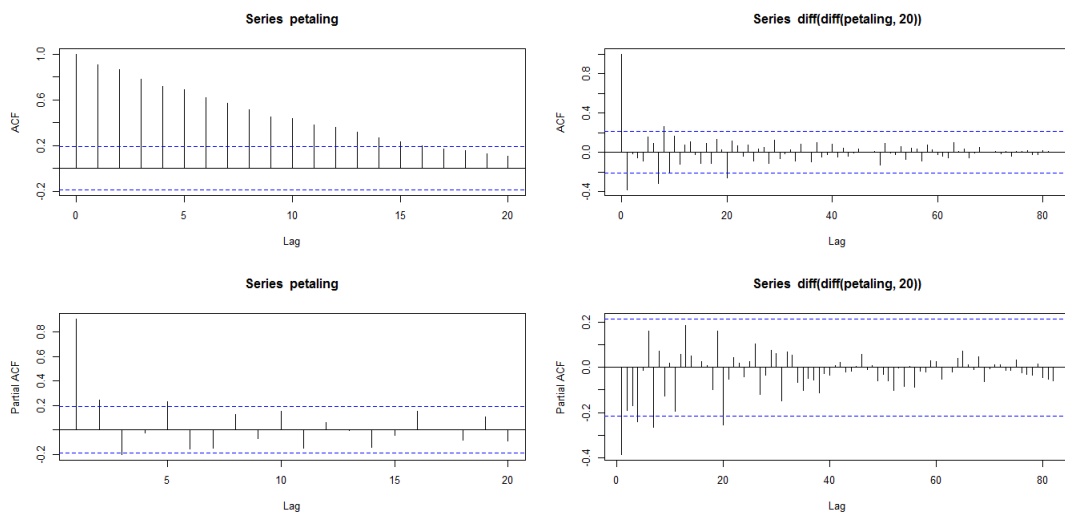 Series petaling
ACF
1.0
0.6
0.2
-0.2
0 5 10 15 20
Lag
Series diff(diff(petaling, 20))
ACF
0.8
0.4
0.0
-0.4
0 20 40 60 80
Lag
Series petaling
Partial ACF
0.8
0.6
0.4
0.2
-0.2
5 10 15 20
Lag
Series diff(diff(petaling, 20))
Partial ACF
0.2
0.0
-0.2
-0.4
0 20 40 60 80
Lag